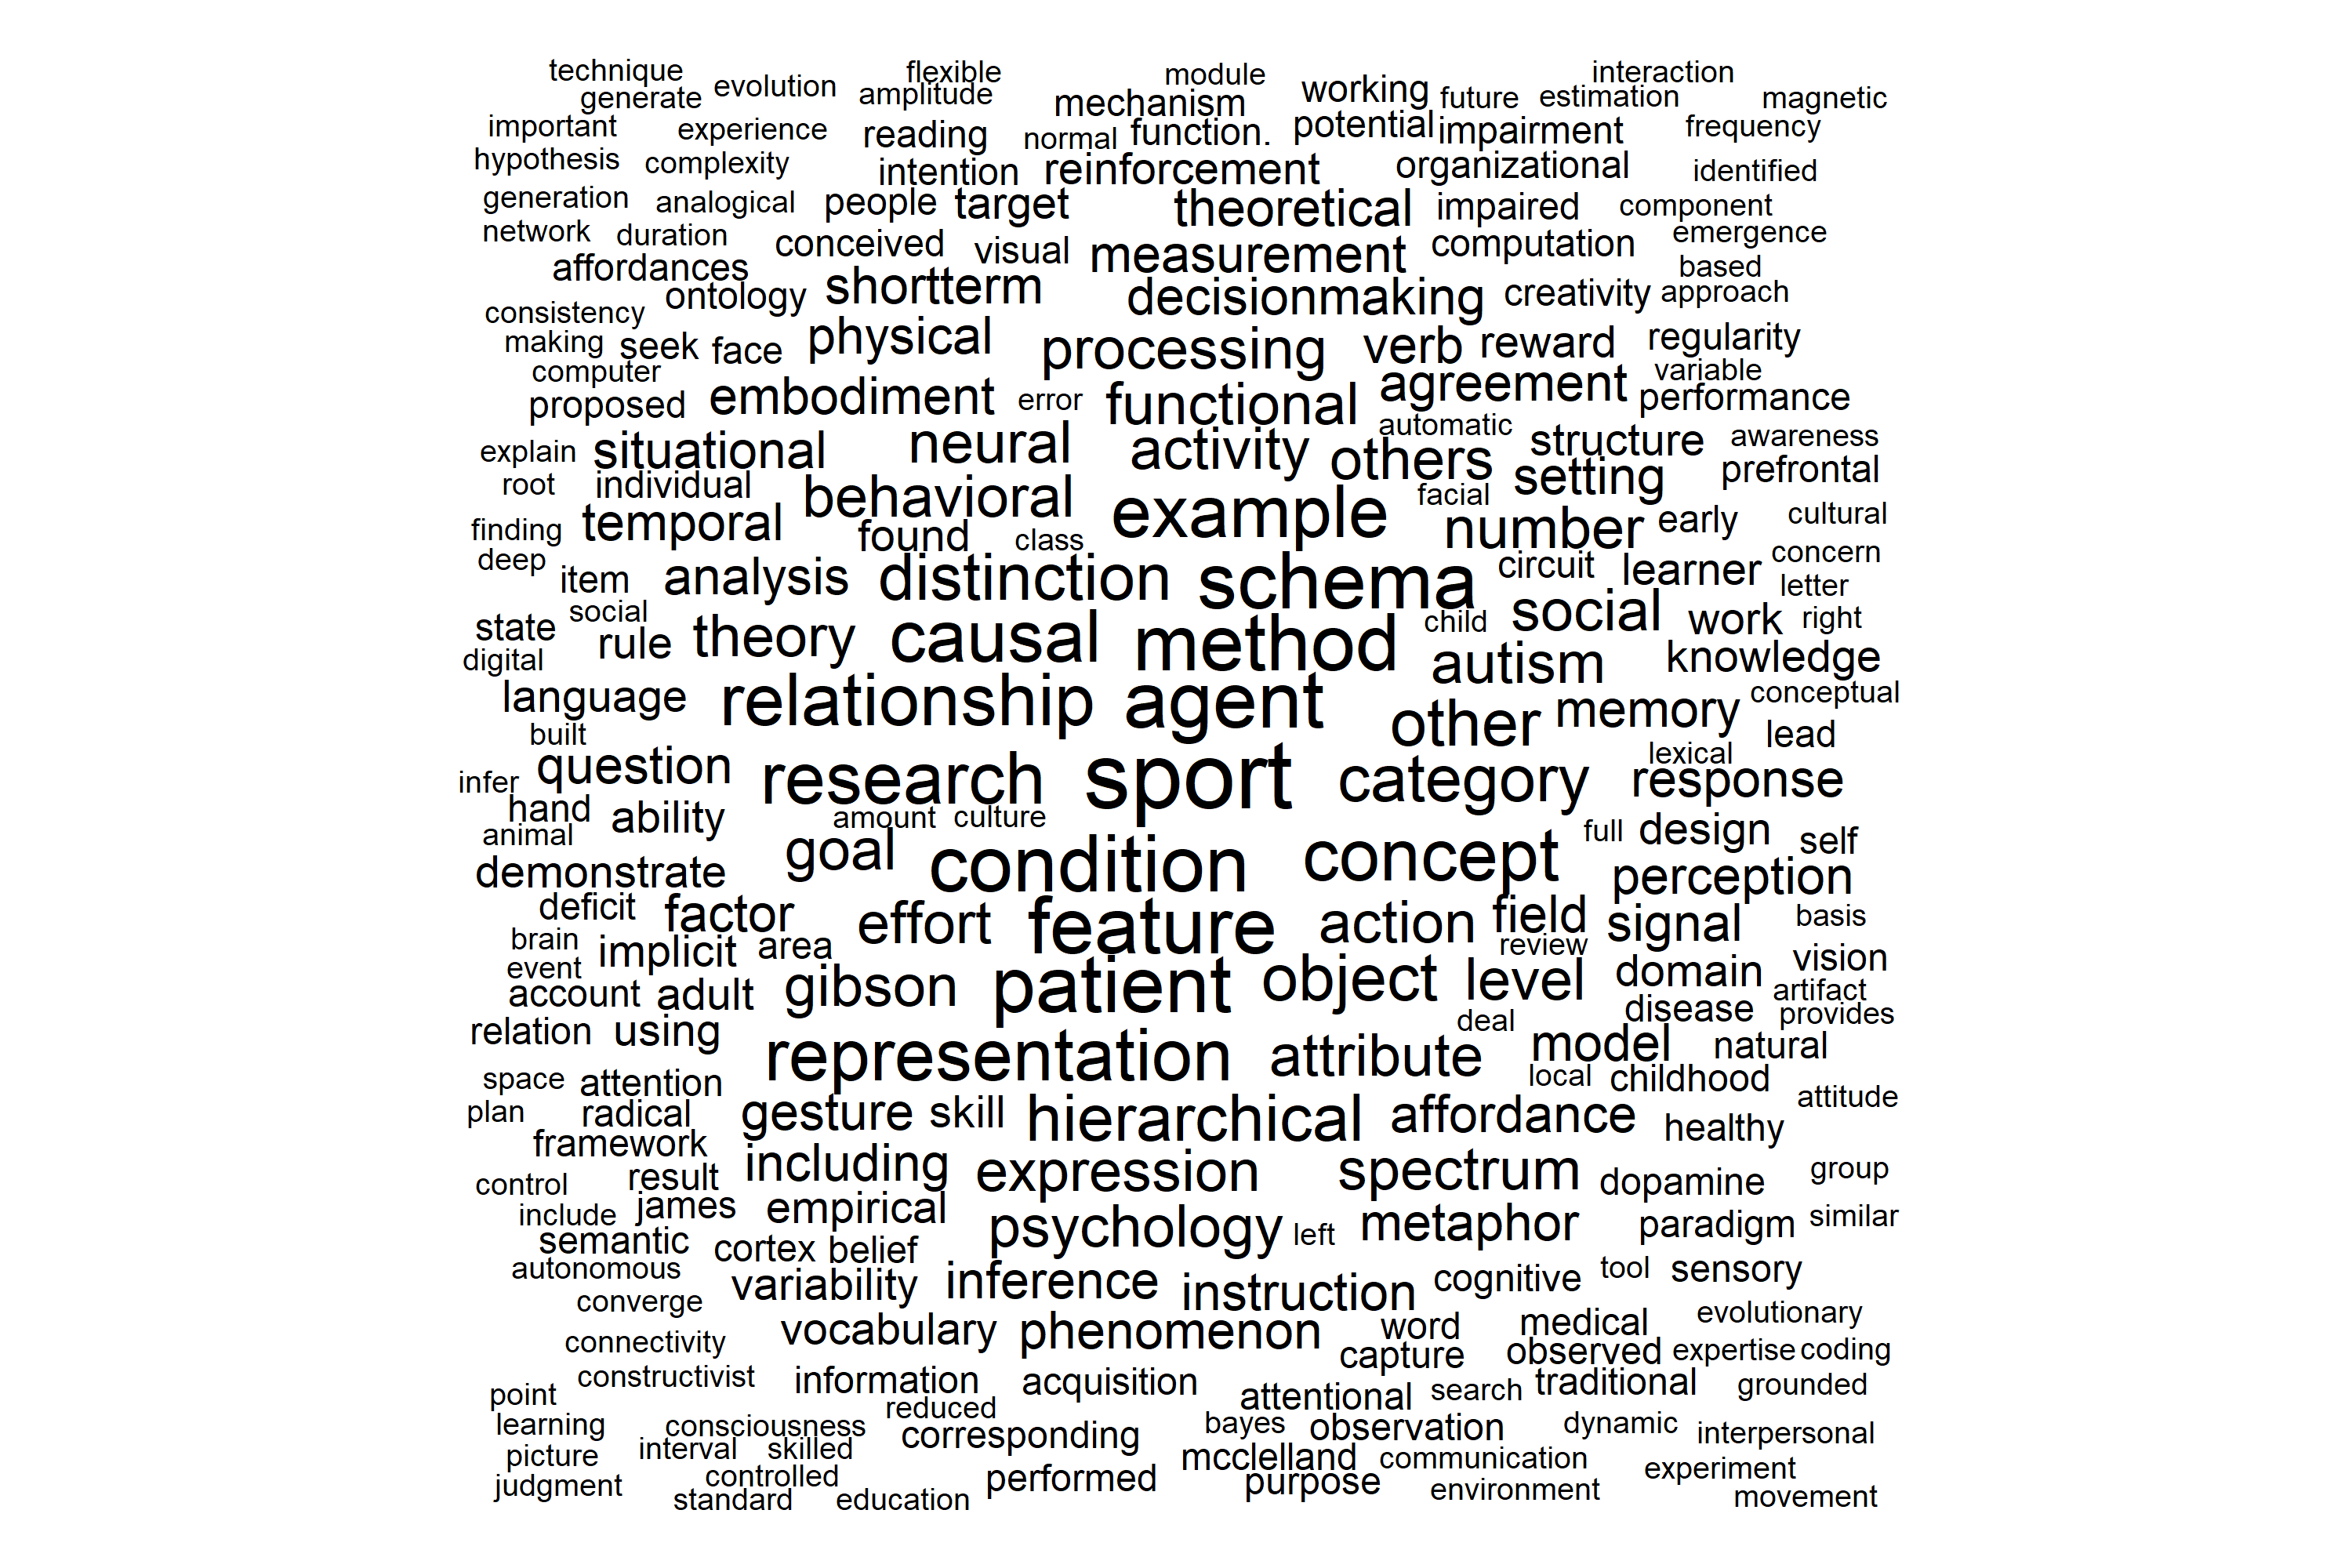 technique evolution flexible module interaction
generate amplitude mechanism working future estimation magnetic
important experience reading normal function. potential impairment frequency
hypothesis complexity intention reinforcement organizational identified
generation analogical people target theoretical impaired component
network duration conceived visual measurement computation emergence
affordances based
consistency ontology shortterm decisionmaking creativity approach
making seek face physical processing verb reward regularity
computer embodiment error functional agreement variable
proposed performance
automatic
explain situational neural activity others structure awareness
root individual behavioral example facial setting prefrontal
finding temporal found class number early cultural
deep item analysis distinction schema circuit learner concern
letter
state social rule theory causal method child social work right
digital autism knowledge
language relationship agent other memory conceptual
built lead
lexical
infer question research sport category response
hand ability amount culture full design self
animal
demonstrate goal condition concept perception
deficit factor effort feature action field signal basis
brain implicit area review vision
event
account adult gibson patient object level domain artifact
disease provides
relation using representation attribute deal model natural
space attention local childhood
plan radical gesture skill hierarchical affordance attitude
framework healthy
control result including expression spectrum dopamine group
include james empirical psychology left metaphor paradigm similar
semantic cortex belief
autonomous variability inference instruction cognitive tool sensory
converge evolutionary
connectivity vocabulary phenomenon word medical
capture observed expertise coding
constructivist information acquisition attentional search traditional grounded
point reduced
learning consciousness corresponding bayes observation dynamic interpersonal
picture interval skilled mcclelland communication
judgment controlled performed purpose environment experiment
standard education movement